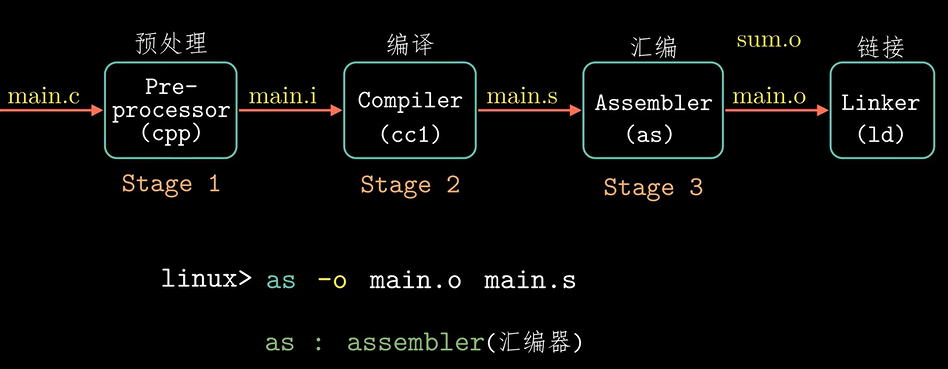 预处理
编译
汇编
sum.o
链接
main.c
Pre-
processor
(cpp)
main.i
Compiler
(cc1)
main.s
Assembler
(as)
main.o
Linker
(ld)
Stage 1
Stage 2
Stage 3
linux> as -o main.o main.s
as : assembler(汇编器)